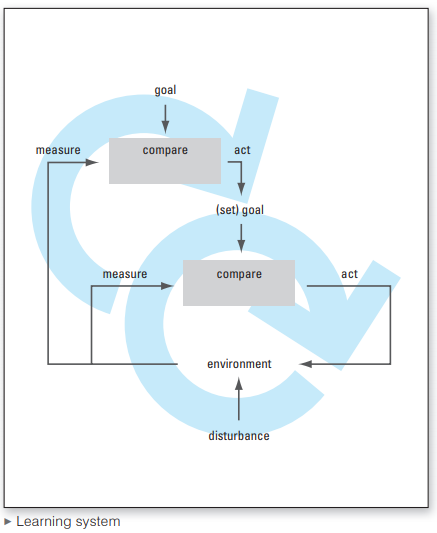 goal
measure
compare
act
(set) goal
measure
compare
act
environment
disturbance
▸ Learning system